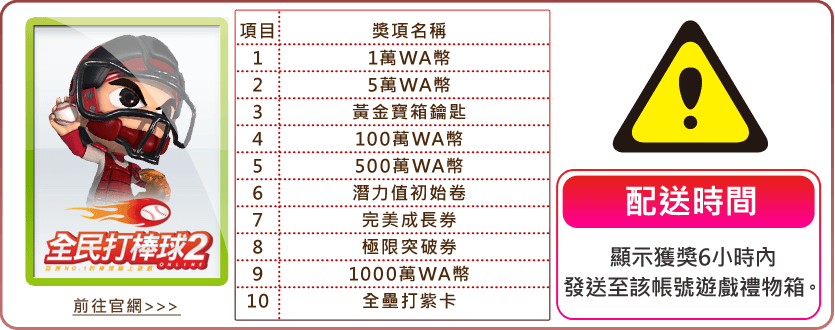 全民打棒球2
ONLINE
前往官網>>>
項目 獎項名稱
1 1萬WA幣
2 5萬WA幣
3 黃金寶箱鑰匙
4 100萬WA幣
5 500萬WA幣
6 潛力值初始卷
7 完美成長券
8 極限突破券
9 1000萬WA幣
10 全壘打紫卡
配送時間
顯示獲獎6小時內
發送至該帳號遊戲禮物箱。